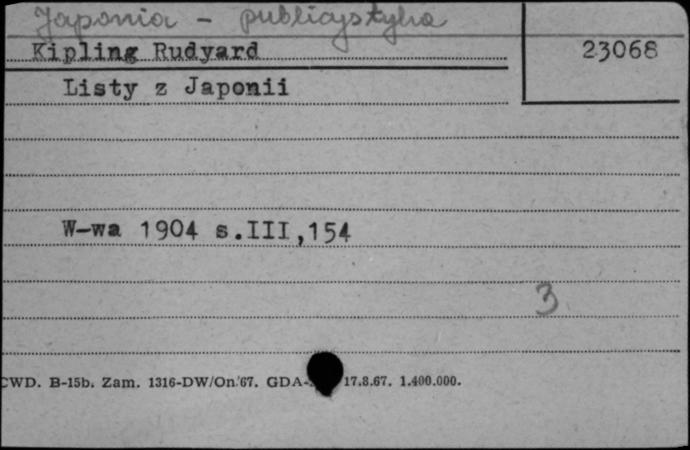 Japonia - publicystyka
Kipling Rudyard
23068
Listy z Japonii
W-wa 1904 s.III,154
3
CWD. B-15b. Zam. 1316-DW/On/67. GDA- 17.8.67. 1.400.000.